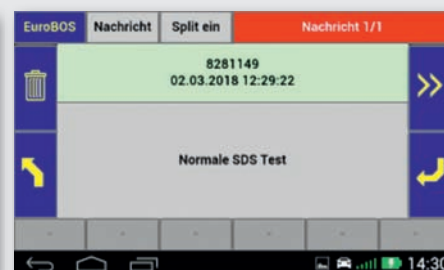 EuroBOS Nachricht Split ein Nachricht 1/1
8281149
02.03.2018 12:29:22
Normale SDS Test
14:30